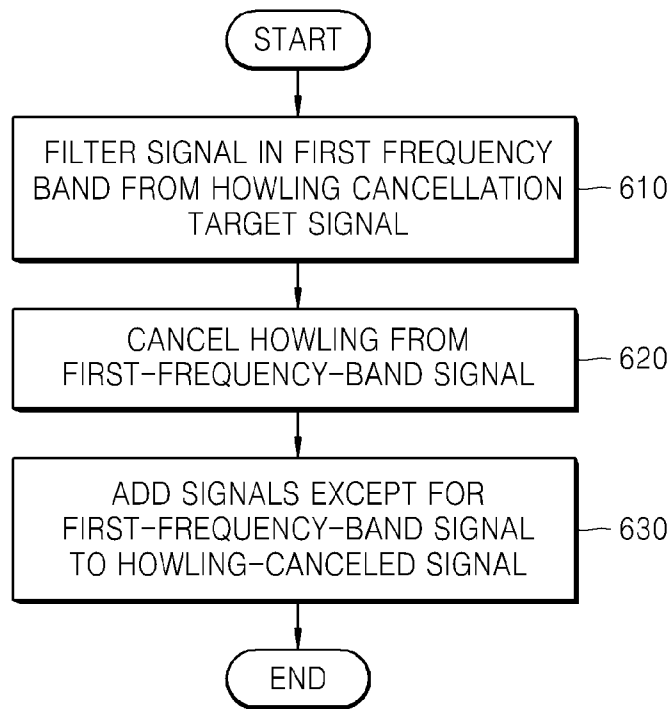 START
FILTER SIGNAL IN FIRST FREQUENCY
BAND FROM HOWLING CANCELLATION
TARGET SIGNAL
610
CANCEL HOWLING FROM
FIRST-FREQUENCY-BAND SIGNAL
620
ADD SIGNALS EXCEPT FOR
FIRST-FREQUENCY-BAND SIGNAL
TO HOWLING-CANCELED SIGNAL
630
END